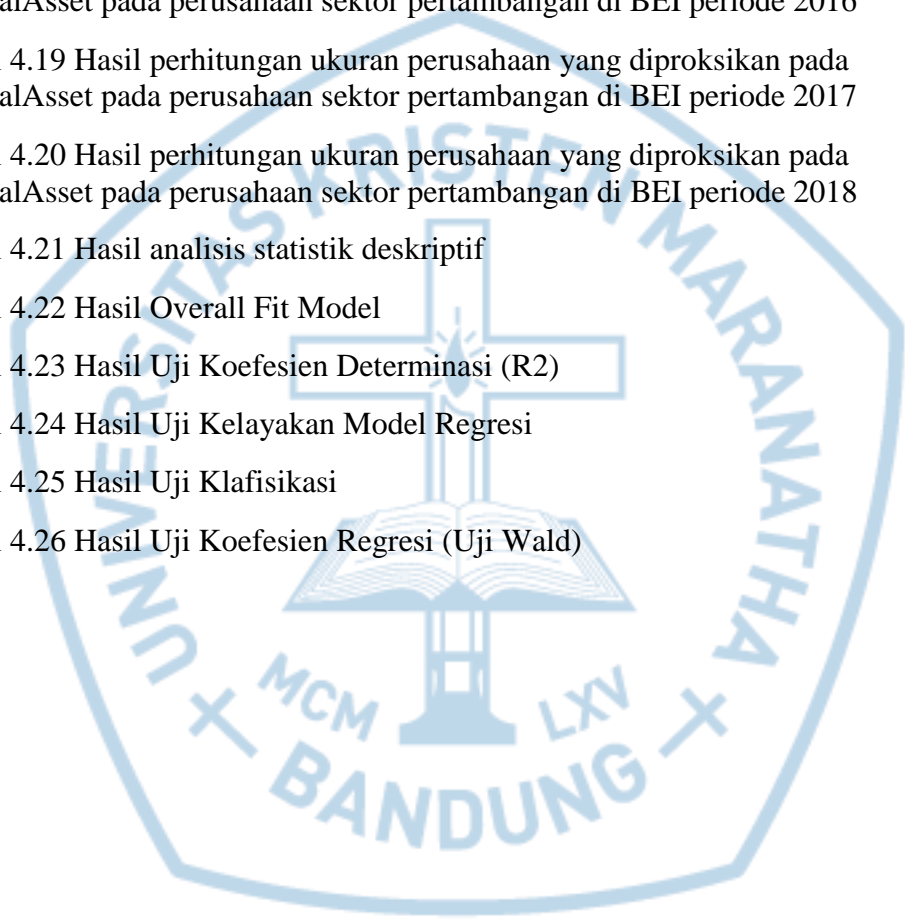 alAsset pada perusahaan sektor pertambangan di BEI periode 2016
4.19 Hasil perhitungan ukuran perusahaan yang diproksikan pada
alAsset pada perusahaan sektor pertambangan di BEI periode 2017
4.20 Hasil perhitungan ukuran perusahaan yang diproksikan pada
alAsset pada perusahaan sektor pertambangan di BEI periode 2018
4.21 Hasil analisis statistik deskriptif
4.22 Hasil Overall Fit Model
4.23 Hasil Uji Koefesien Determinasi (R2)
4.24 Hasil Uji Kelayakan Model Regresi
4.25 Hasil Uji Klafisikasi
4.26 Hasil Uji Koefesien Regresi (Uji Wald)
UNIVERSITAS KRISTEN MARANATHA
MCM LXV
BANDUNG